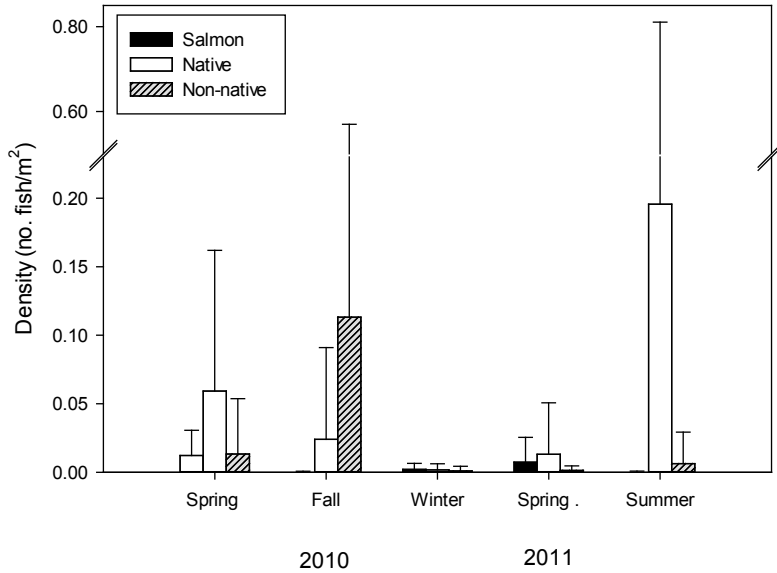 0.80
Salmon
Native
Non-native
0.60
Density (no. fish/m²)
0.20
0.15
0.10
0.05
0.00
Spring Fall Winter Spring . Summer
2010 2011